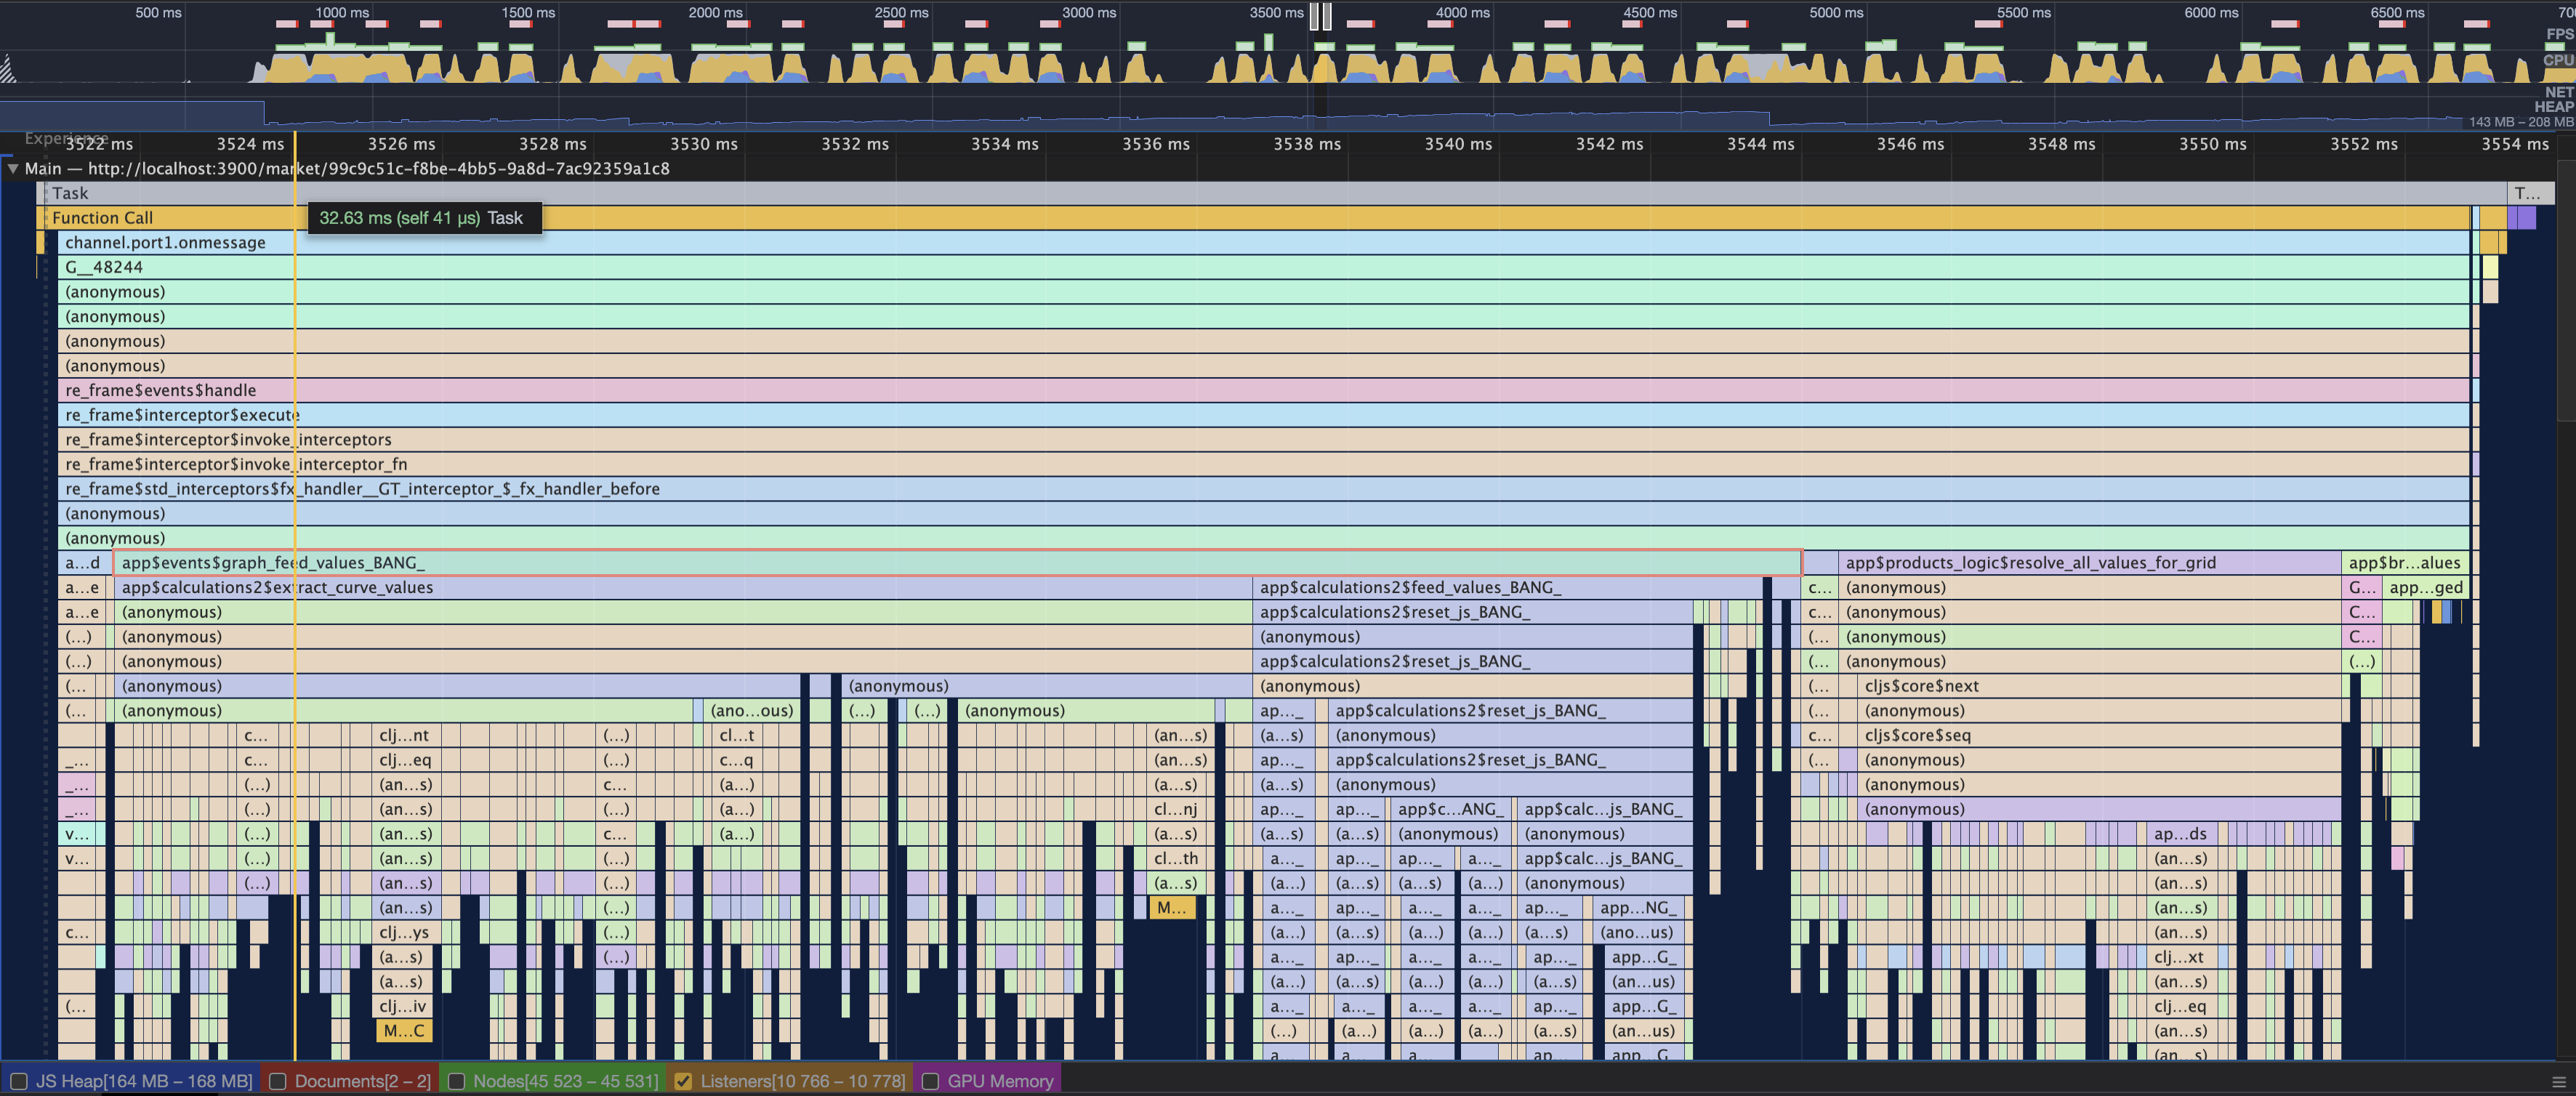 500 ms 1000 ms 1500 ms 2000 ms 2500 ms 3000 ms 3500 ms 4000 ms 4500 ms 5000 ms 5500 ms 6000 ms 6500 ms 700
FPS
CPU
NET
HEAP
143 MB – 208 MB
Experience
3522 ms 3524 ms 3526 ms 3528 ms 3530 ms 3532 ms 3534 ms 3536 ms 3538 ms 3540 ms 3542 ms 3544 ms 3546 ms 3548 ms 3550 ms 3552 ms 3554 ms
Main — http://localhost:3900/market/99c9c51c-f8be-4bb5-9a8d-7ac92359a1c8
Task T...
Function Call 32.63 ms (self 41 μs) Task
channel.port1.onmessage
G__48244
(anonymous)
(anonymous)
(anonymous)
(anonymous)
re_frame$events$handle
re_frame$interceptor$execute
re_frame$interceptor$invoke_interceptors
re_frame$interceptor$invoke_interceptor_fn
re_frame$std_interceptors$fx_handler__GT_interceptor_$_fx_handler_before
(anonymous)
(anonymous)
a...d app$events$graph_feed_values_BANG_ app$products_logic$resolve_all_values_for_grid app$br...alues
a...e app$calculations2$extract_curve_values app$calculations2$feed_values_BANG_ c... (anonymous) G... app...ged
a...e (anonymous) app$calculations2$reset_js_BANG_ c... (anonymous) C...
(...) (anonymous) (anonymous) (... (anonymous) C...
(...) (anonymous) app$calculations2$reset_js_BANG_ (... (anonymous) (...)
(... (anonymous) (anonymous) (anonymous) (... cljs$core$next
(... (anonymous) (ano...ous) (...) (...) (anonymous) ap..._ app$calculations2$reset_js_BANG_ (... (anonymous)
c... clj...nt (...) cl...t (an...s) (a...s) (anonymous) c... cljs$core$seq
_... c... clj...eq (...) c...q (an...s) ap..._ app$calculations2$reset_js_BANG_ (... (anonymous)
_... (...) (an...s) c... (a...) (a...s) (a...s) (anonymous) (anonymous)
_... (...) (an...s) (...) (a...) cl...nj ap..._ ap..._ app$c...ANG_ app$calc...js_BANG_ (anonymous)
v... (...) (an...s) c... (a...) (a...s) (a...s) (a...s) (anonymous) (anonymous) ap...ds
v... (...) (an...s) (...) cl...th a..._ ap..._ ap..._ a..._ app$calc...js_BANG_ (an...s)
(...) (an...s) (...) (a...s) (a...) (a...s) (a...s) (a...) (anonymous) (an...s)
(an...s) (...) M... a..._ ap..._ a..._ a..._ ap..._ app...NG_ (an...s)
c... clj...ys (...) (a...) (a...s) (a...) (a...) (a...s) (ano...us) (an...s)
(a...s) (...) a..._ ap..._ a..._ a..._ ap..._ app...G_ clj...xt
(a...s) (a...) (a...s) (a...) (a...) (a...s) (an...us) (an...s)
(... clj...iv a..._ a..._ a..._ a..._ ap..._ app...G_ clj...eq
M...C (...) (a...) (a...) (a...) (a...s) (an...us) (an...s)
a... a... a... ap... app...G_ (an...s)
JS Heap[164 MB – 168 MB] Documents[2 – 2] Nodes[45 523 – 45 531] Listeners[10 766 – 10 778] GPU Memory